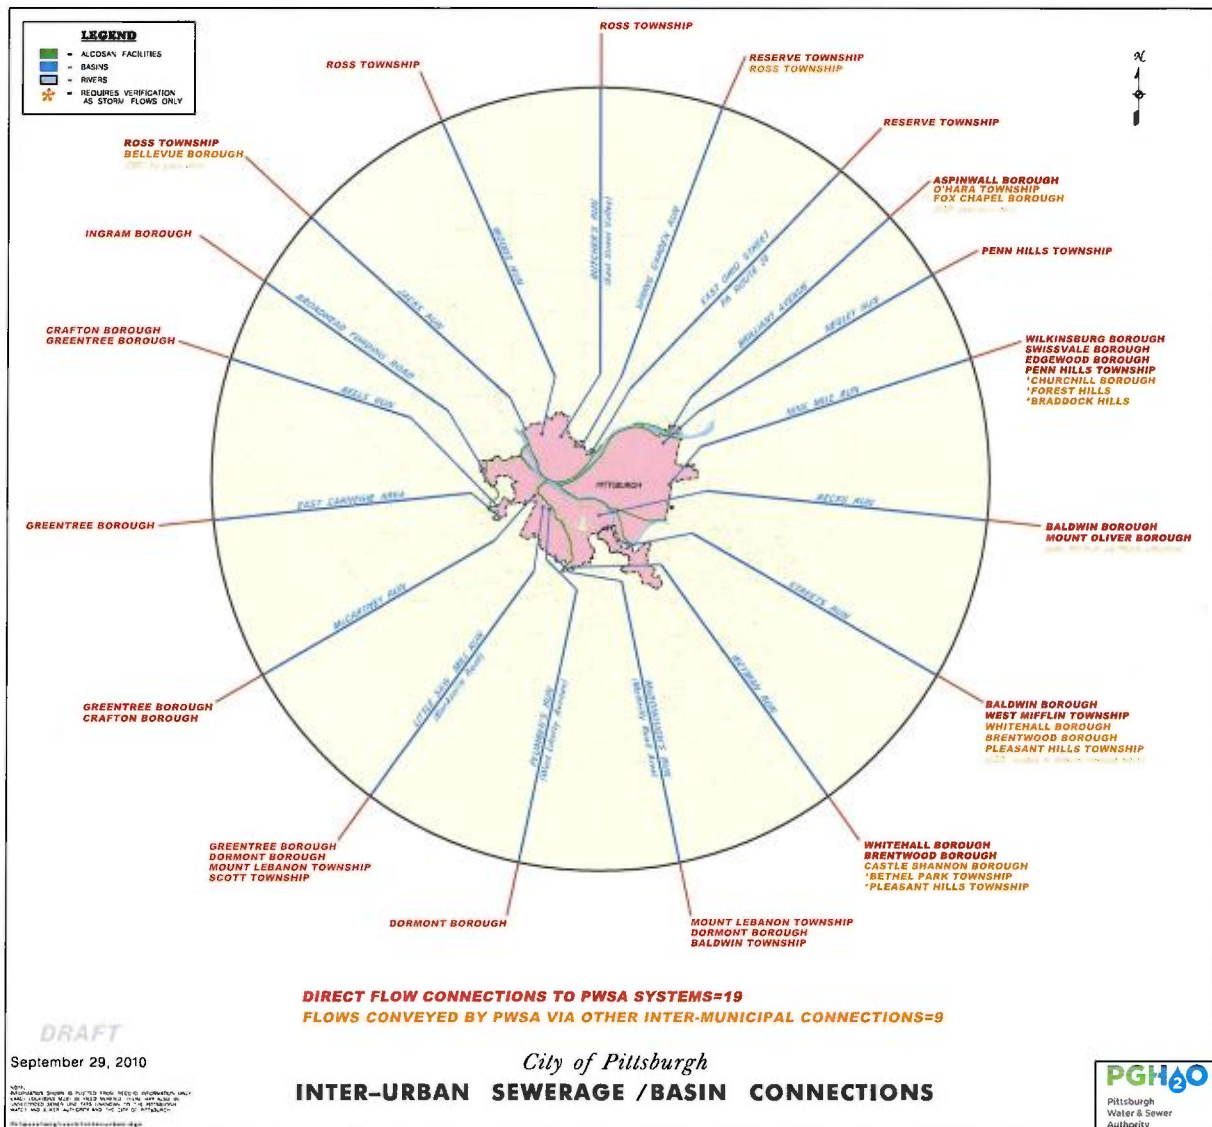 LEGEND
= ALCOSAN FACILITIES
= BASINS
= RIVERS
= REQUIRES VERIFICATION
AS STORM FLOWS ONLY
N
ROSS TOWNSHIP
ROSS TOWNSHIP
RESERVE TOWNSHIP
ROSS TOWNSHIP
RESERVE TOWNSHIP
ROSS TOWNSHIP
BELLEVUE BOROUGH
ASPINWALL BOROUGH
O'HARA TOWNSHIP
FOX CHAPEL BOROUGH
INGRAM BOROUGH
PENN HILLS TOWNSHIP
CRAFTON BOROUGH
GREENTREE BOROUGH
WILKINSBURG BOROUGH
SWISSVALE BOROUGH
EDGEWOOD BOROUGH
PENN HILLS TOWNSHIP
*CHURCHILL BOROUGH
*FOREST HILLS
*BRADDOCK HILLS
WOODS RUN
BUTCHER'S RUN
(East Street Valley)
SPRING GARDEN RUN
EAST OHIO STREET
PA ROUTE 28
JACKS RUN
NEGLEY RUN
BROADHEAD FORDING ROAD
BELLS RUN
NINE MILE RUN
PITTSBURGH
EAST CARNEGIE AREA
BECKS RUN
GREENTREE BOROUGH
BALDWIN BOROUGH
MOUNT OLIVER BOROUGH
McCARTNEY RUN
STREETS RUN
LITTLE SAW MILL RUN
PLUMMER'S RUN
(West Liberty Avenue)
WEYMAN RUN
GREENTREE BOROUGH
CRAFTON BOROUGH
BALDWIN BOROUGH
WEST MIFFLIN TOWNSHIP
WHITEHALL BOROUGH
BRENTWOOD BOROUGH
PLEASANT HILLS TOWNSHIP
GREENTREE BOROUGH
DORMONT BOROUGH
MOUNT LEBANON TOWNSHIP
SCOTT TOWNSHIP
WHITEHALL BOROUGH
BRENTWOOD BOROUGH
CASTLE SHANNON BOROUGH
*BETHEL PARK TOWNSHIP
*PLEASANT HILLS TOWNSHIP
DORMONT BOROUGH
MOUNT LEBANON TOWNSHIP
DORMONT BOROUGH
BALDWIN TOWNSHIP
DIRECT FLOW CONNECTIONS TO PWSA SYSTEMS=19
FLOWS CONVEYED BY PWSA VIA OTHER INTER-MUNICIPAL CONNECTIONS=9
DRAFT
September 29, 2010
City of Pittsburgh
INTER-URBAN SEWERAGE /BASIN CONNECTIONS
PGH2O
Pittsburgh
Water & Sewer
Authority